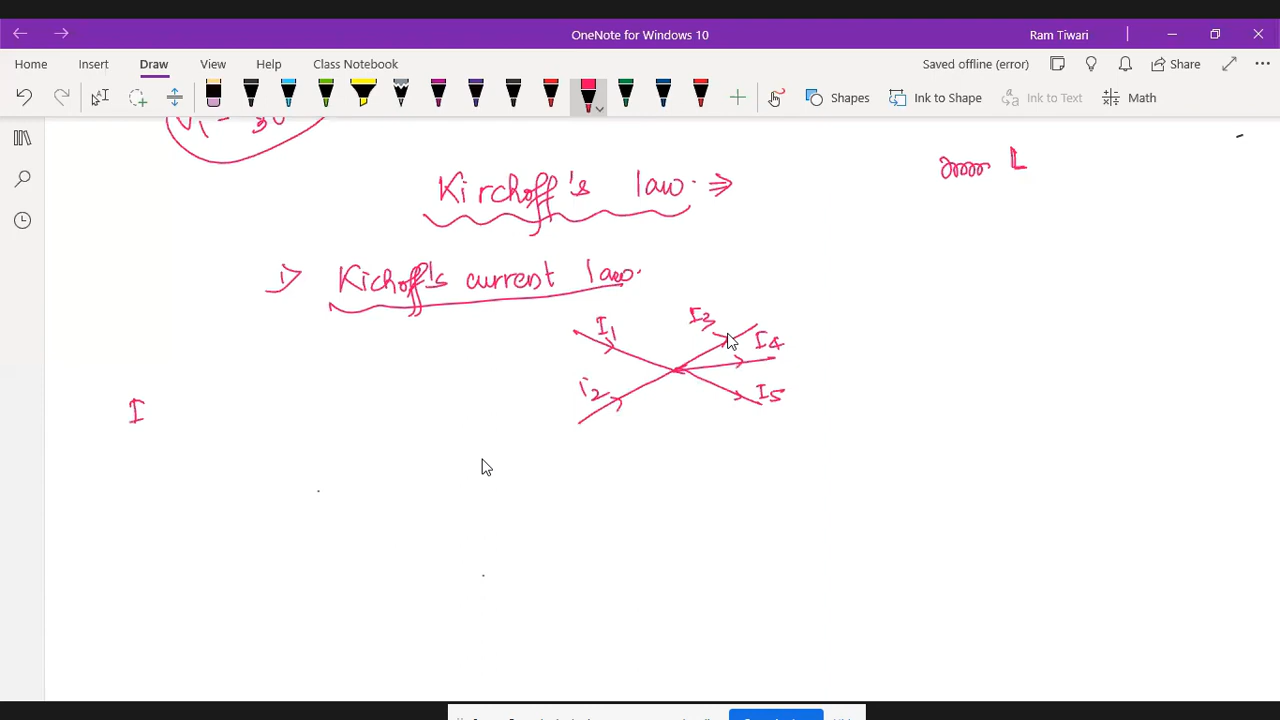 OneNote for Windows 10
Ram Tiwari
Home Insert Draw View Help Class Notebook
Saved offline (error) Share
Shapes Ink to Shape Ink to Text Math
Kirchoff's law. ⇒
L
1) Kichoff's current law.
I1
I3
I4
i2
I5
I